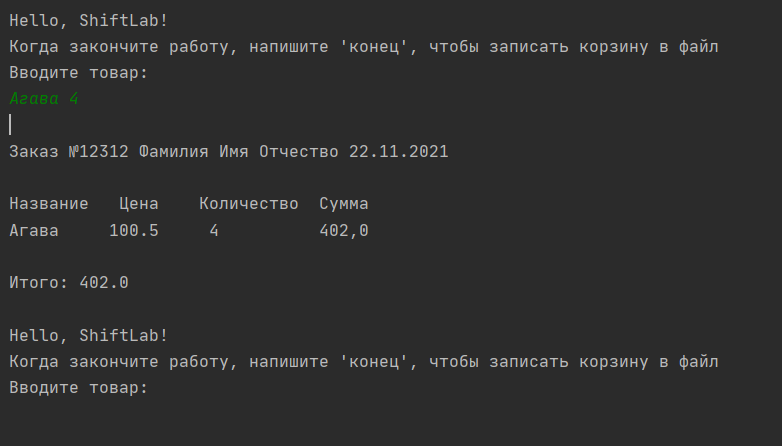 Hello, ShiftLab!
Когда закончите работу, напишите 'конец', чтобы записать корзину в файл
Вводите товар:
Агава 4
Заказ №12312 Фамилия Имя Отчество 22.11.2021
Название Цена Количество Сумма
Агава 100.5 4 402,0
Итого: 402.0
Hello, ShiftLab!
Когда закончите работу, напишите 'конец', чтобы записать корзину в файл
Вводите товар: